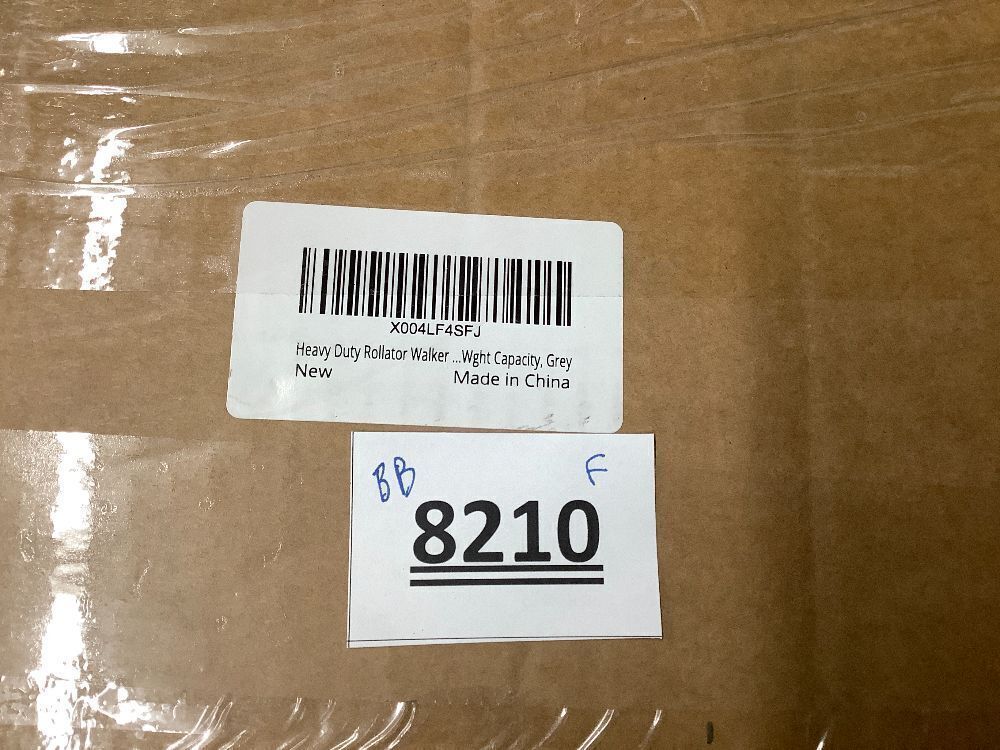 X004LF4SFJ
Heavy Duty Rollator Walker ...Wght Capacity, Grey
New Made in China
BB F
8210